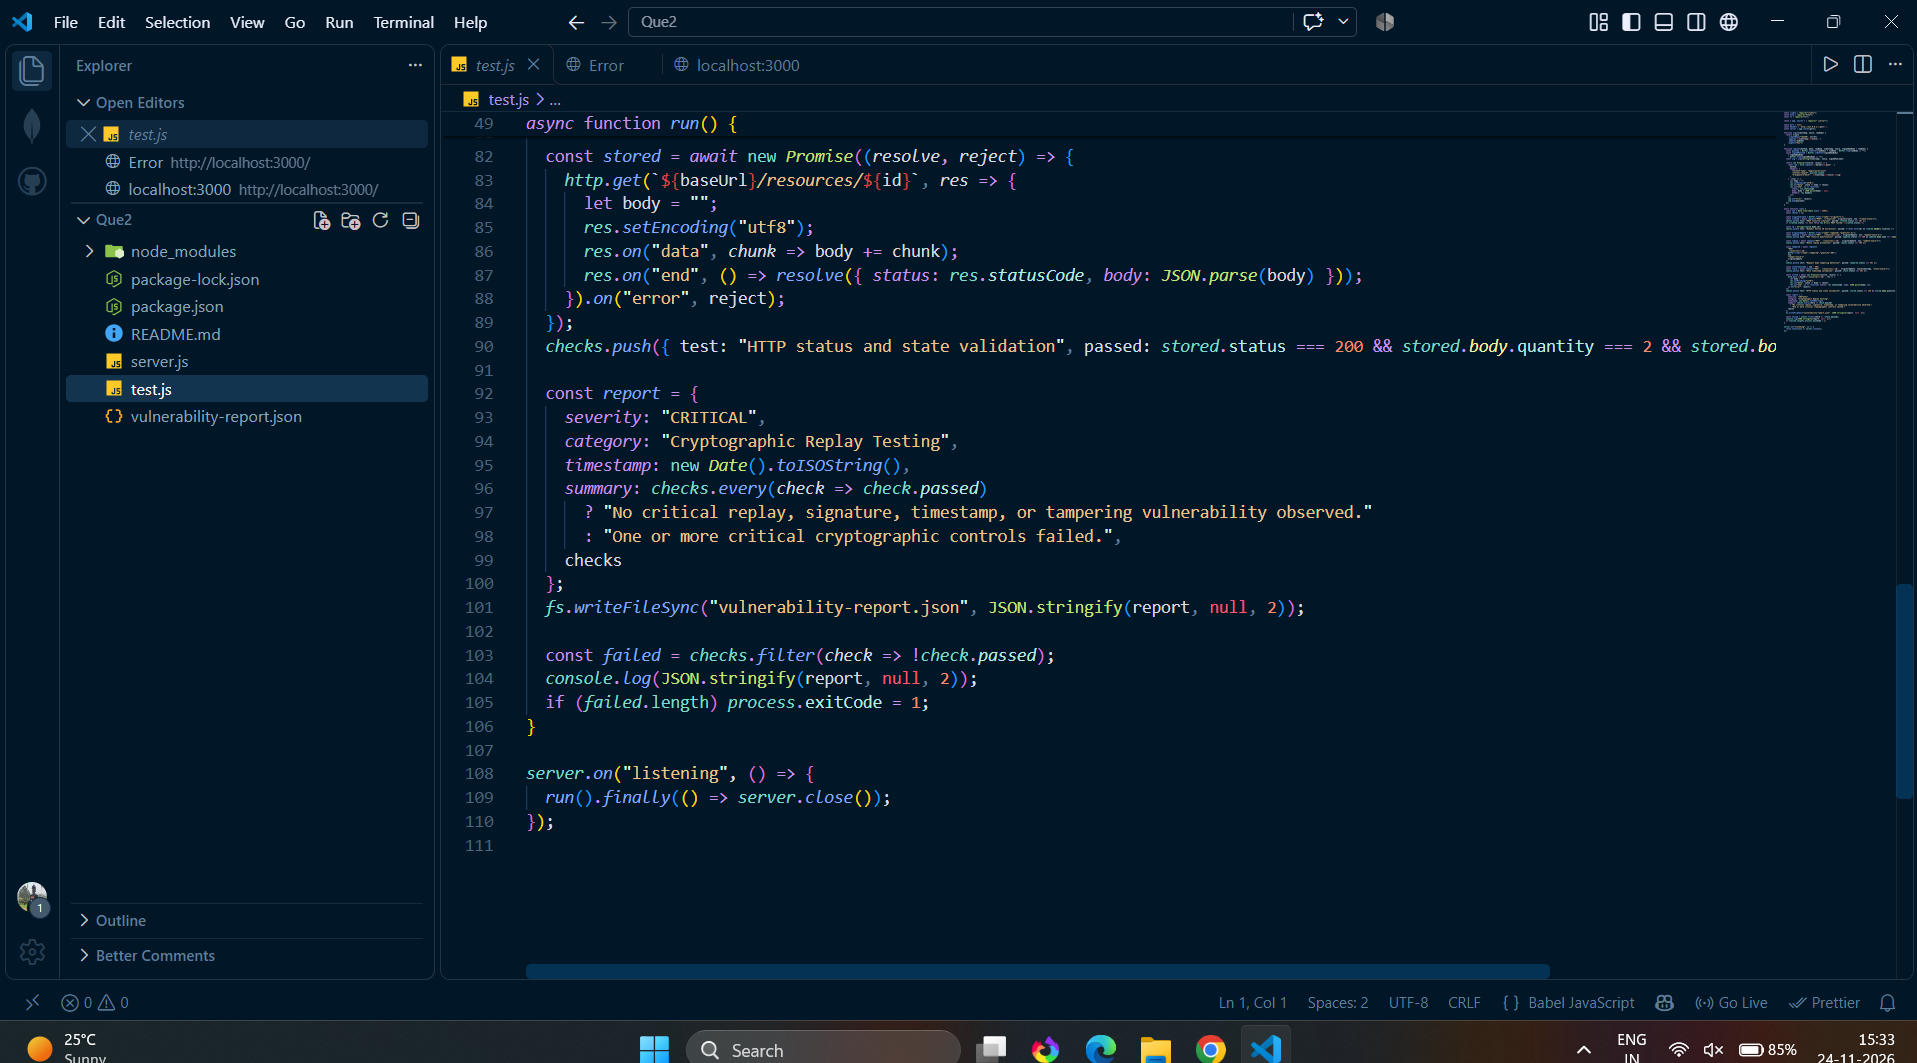 File Edit Selection View Go Run Terminal Help
Que2
Explorer
Open Editors
test.js
Error http://localhost:3000/
localhost:3000 http://localhost:3000/
Que2
node_modules
package-lock.json
package.json
README.md
server.js
test.js
vulnerability-report.json
Outline
Better Comments
test.js
Error
localhost:3000
test.js > ...
49 async function run() {
82 const stored = await new Promise((resolve, reject) => {
83 http.get(`${baseUrl}/resources/${id}`, res => {
84 let body = "";
85 res.setEncoding("utf8");
86 res.on("data", chunk => body += chunk);
87 res.on("end", () => resolve({ status: res.statusCode, body: JSON.parse(body) }));
88 }).on("error", reject);
89 });
90 checks.push({ test: "HTTP status and state validation", passed: stored.status === 200 && stored.body.quantity === 2 && stored.bo
91
92 const report = {
93 severity: "CRITICAL",
94 category: "Cryptographic Replay Testing",
95 timestamp: new Date().toISOString(),
96 summary: checks.every(check => check.passed)
97 ? "No critical replay, signature, timestamp, or tampering vulnerability observed."
98 : "One or more critical cryptographic controls failed.",
99 checks
100 };
101 fs.writeFileSync("vulnerability-report.json", JSON.stringify(report, null, 2));
102
103 const failed = checks.filter(check => !check.passed);
104 console.log(JSON.stringify(report, null, 2));
105 if (failed.length) process.exitCode = 1;
106 }
107
108 server.on("listening", () => {
109 run().finally(() => server.close());
110 });
111
1
0 0
Ln 1, Col 1 Spaces: 2 UTF-8 CRLF { } Babel JavaScript Go Live Prettier
25°C
Sunny
Search
ENG
IN
85%
15:33
24-11-2026